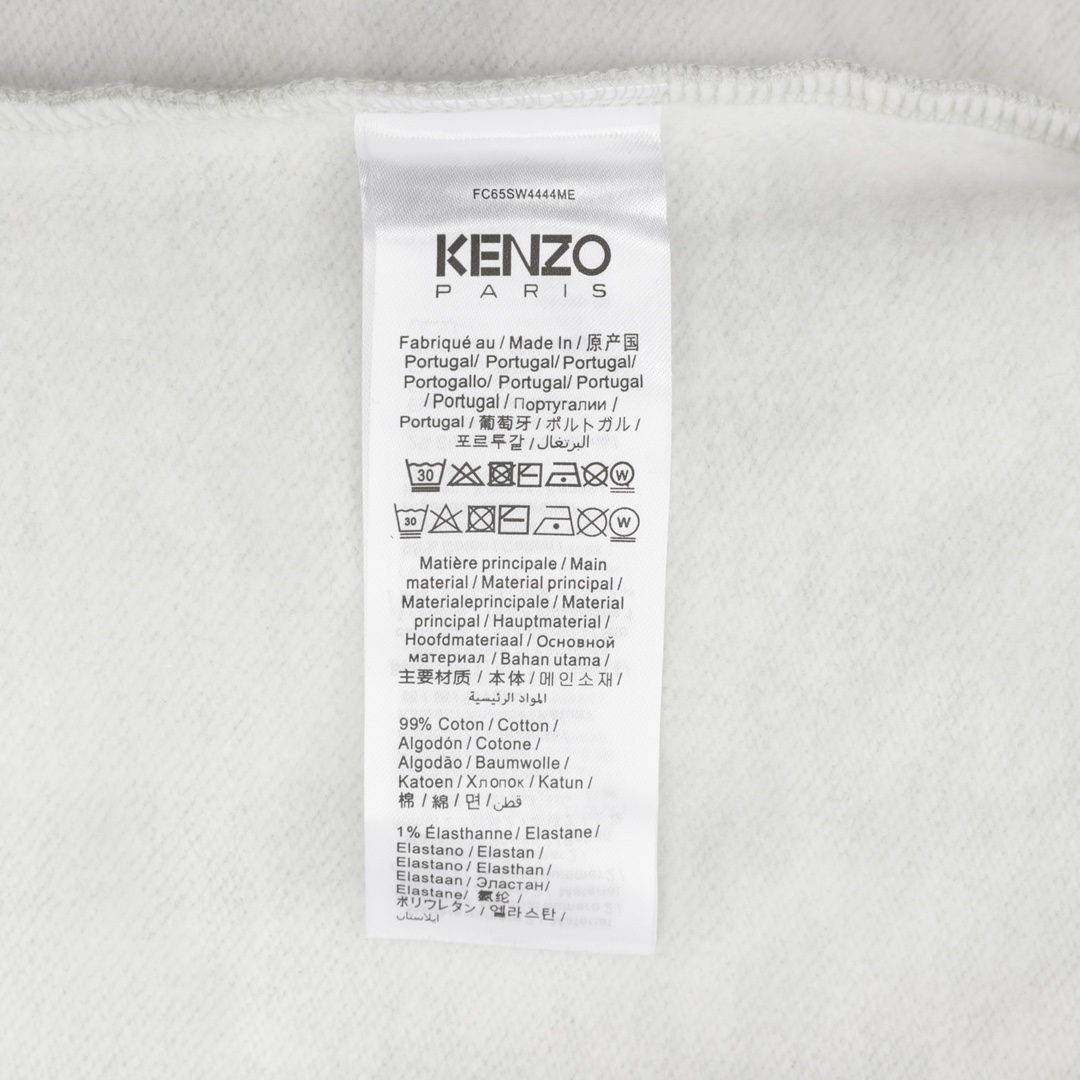 FC65SW4444ME
KENZO
PARIS
Fabriqué au / Made In / 原产国
Portugal/ Portugal/ Portugal/
Portogallo/ Portugal/ Portugal
/ Portugal / Португалии /
Portugal / 葡萄牙 / ポルトガル /
포르투갈 / البرتغال
30 W
30 W
Matière principale / Main
material / Material principal /
Materialeprincipale / Material
principal / Hauptmaterial /
Hoofdmateriaal / Основной
материал / Bahan utama /
主要材质 / 本体 / 메인소재 /
المواد الرئيسية
99% Coton / Cotton /
Algodón / Cotone /
Algodão / Baumwolle /
Katoen / Хлопок / Katun /
棉 / 綿 / 면 / قطن
1% Élasthanne / Elastane /
Elastano / Elastan /
Elastano / Elasthan /
Elastaan / Эластан/
Elastane/ 氨纶 /
ポリウレタン / 엘라스탄 /
ايلاستان